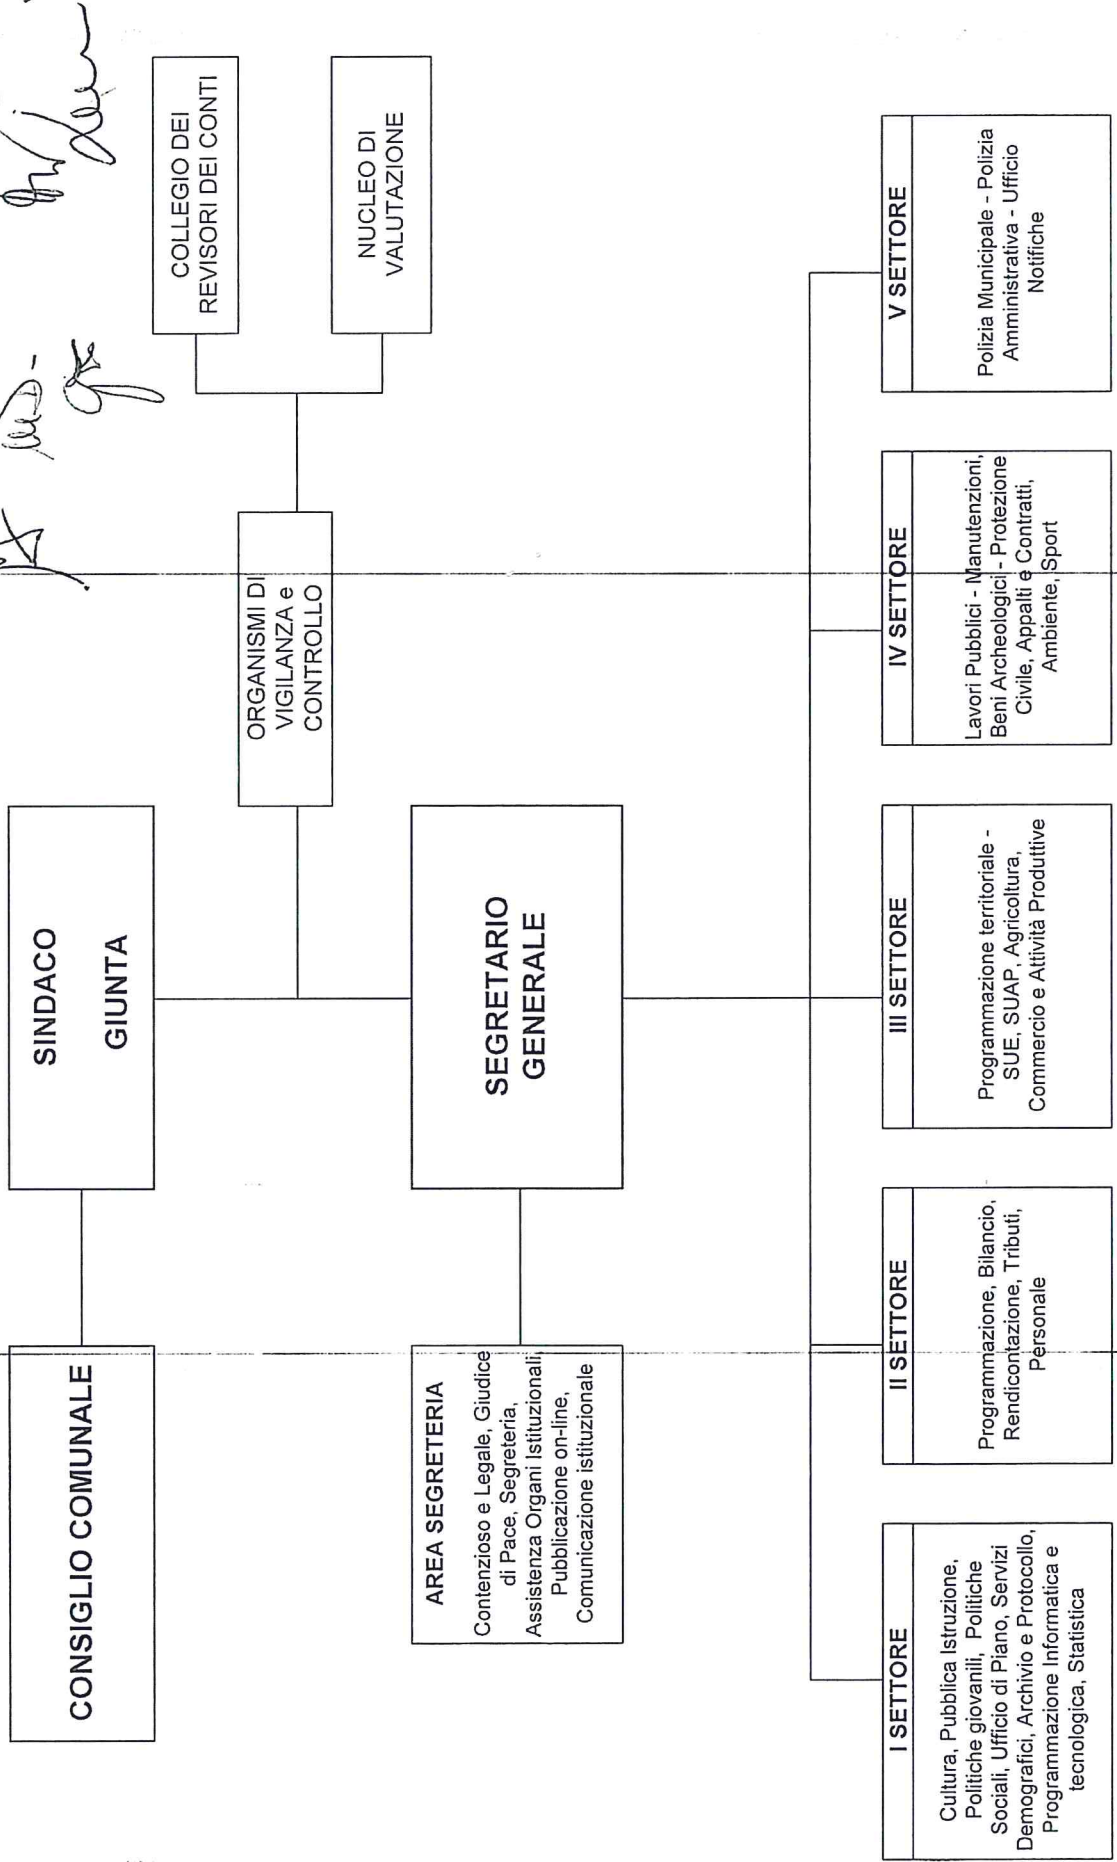 CONSIGLIO COMUNALE
SINDACO
GIUNTA
COLLEGIO DEI
REVISORI DEI CONTI
ORGANISMI DI
VIGILANZA e
CONTROLLO
NUCLEO DI
VALUTAZIONE
AREA SEGRETERIA
Contenzioso e Legale, Giudice
di Pace, Segreteria,
Assistenza Organi Istituzionali
Pubblicazione on-line,
Comunicazione istituzionale
SEGRETARIO
GENERALE
I SETTORE
Cultura, Pubblica Istruzione,
Politiche giovanili, Politiche
Sociali, Ufficio di Piano, Servizi
Demografici, Archivio e Protocollo,
Programmazione Informatica e
tecnologica, Statistica
II SETTORE
Programmazione, Bilancio,
Rendicontazione, Tributi,
Personale
III SETTORE
Programmazione territoriale -
SUE, SUAP, Agricoltura,
Commercio e Attività Produttive
IV SETTORE
Lavori Pubblici - Manutenzioni,
Beni Archeologici - Protezione
Civile, Appalti e Contratti,
Ambiente, Sport
V SETTORE
Polizia Municipale - Polizia
Amministrativa - Ufficio
Notifiche